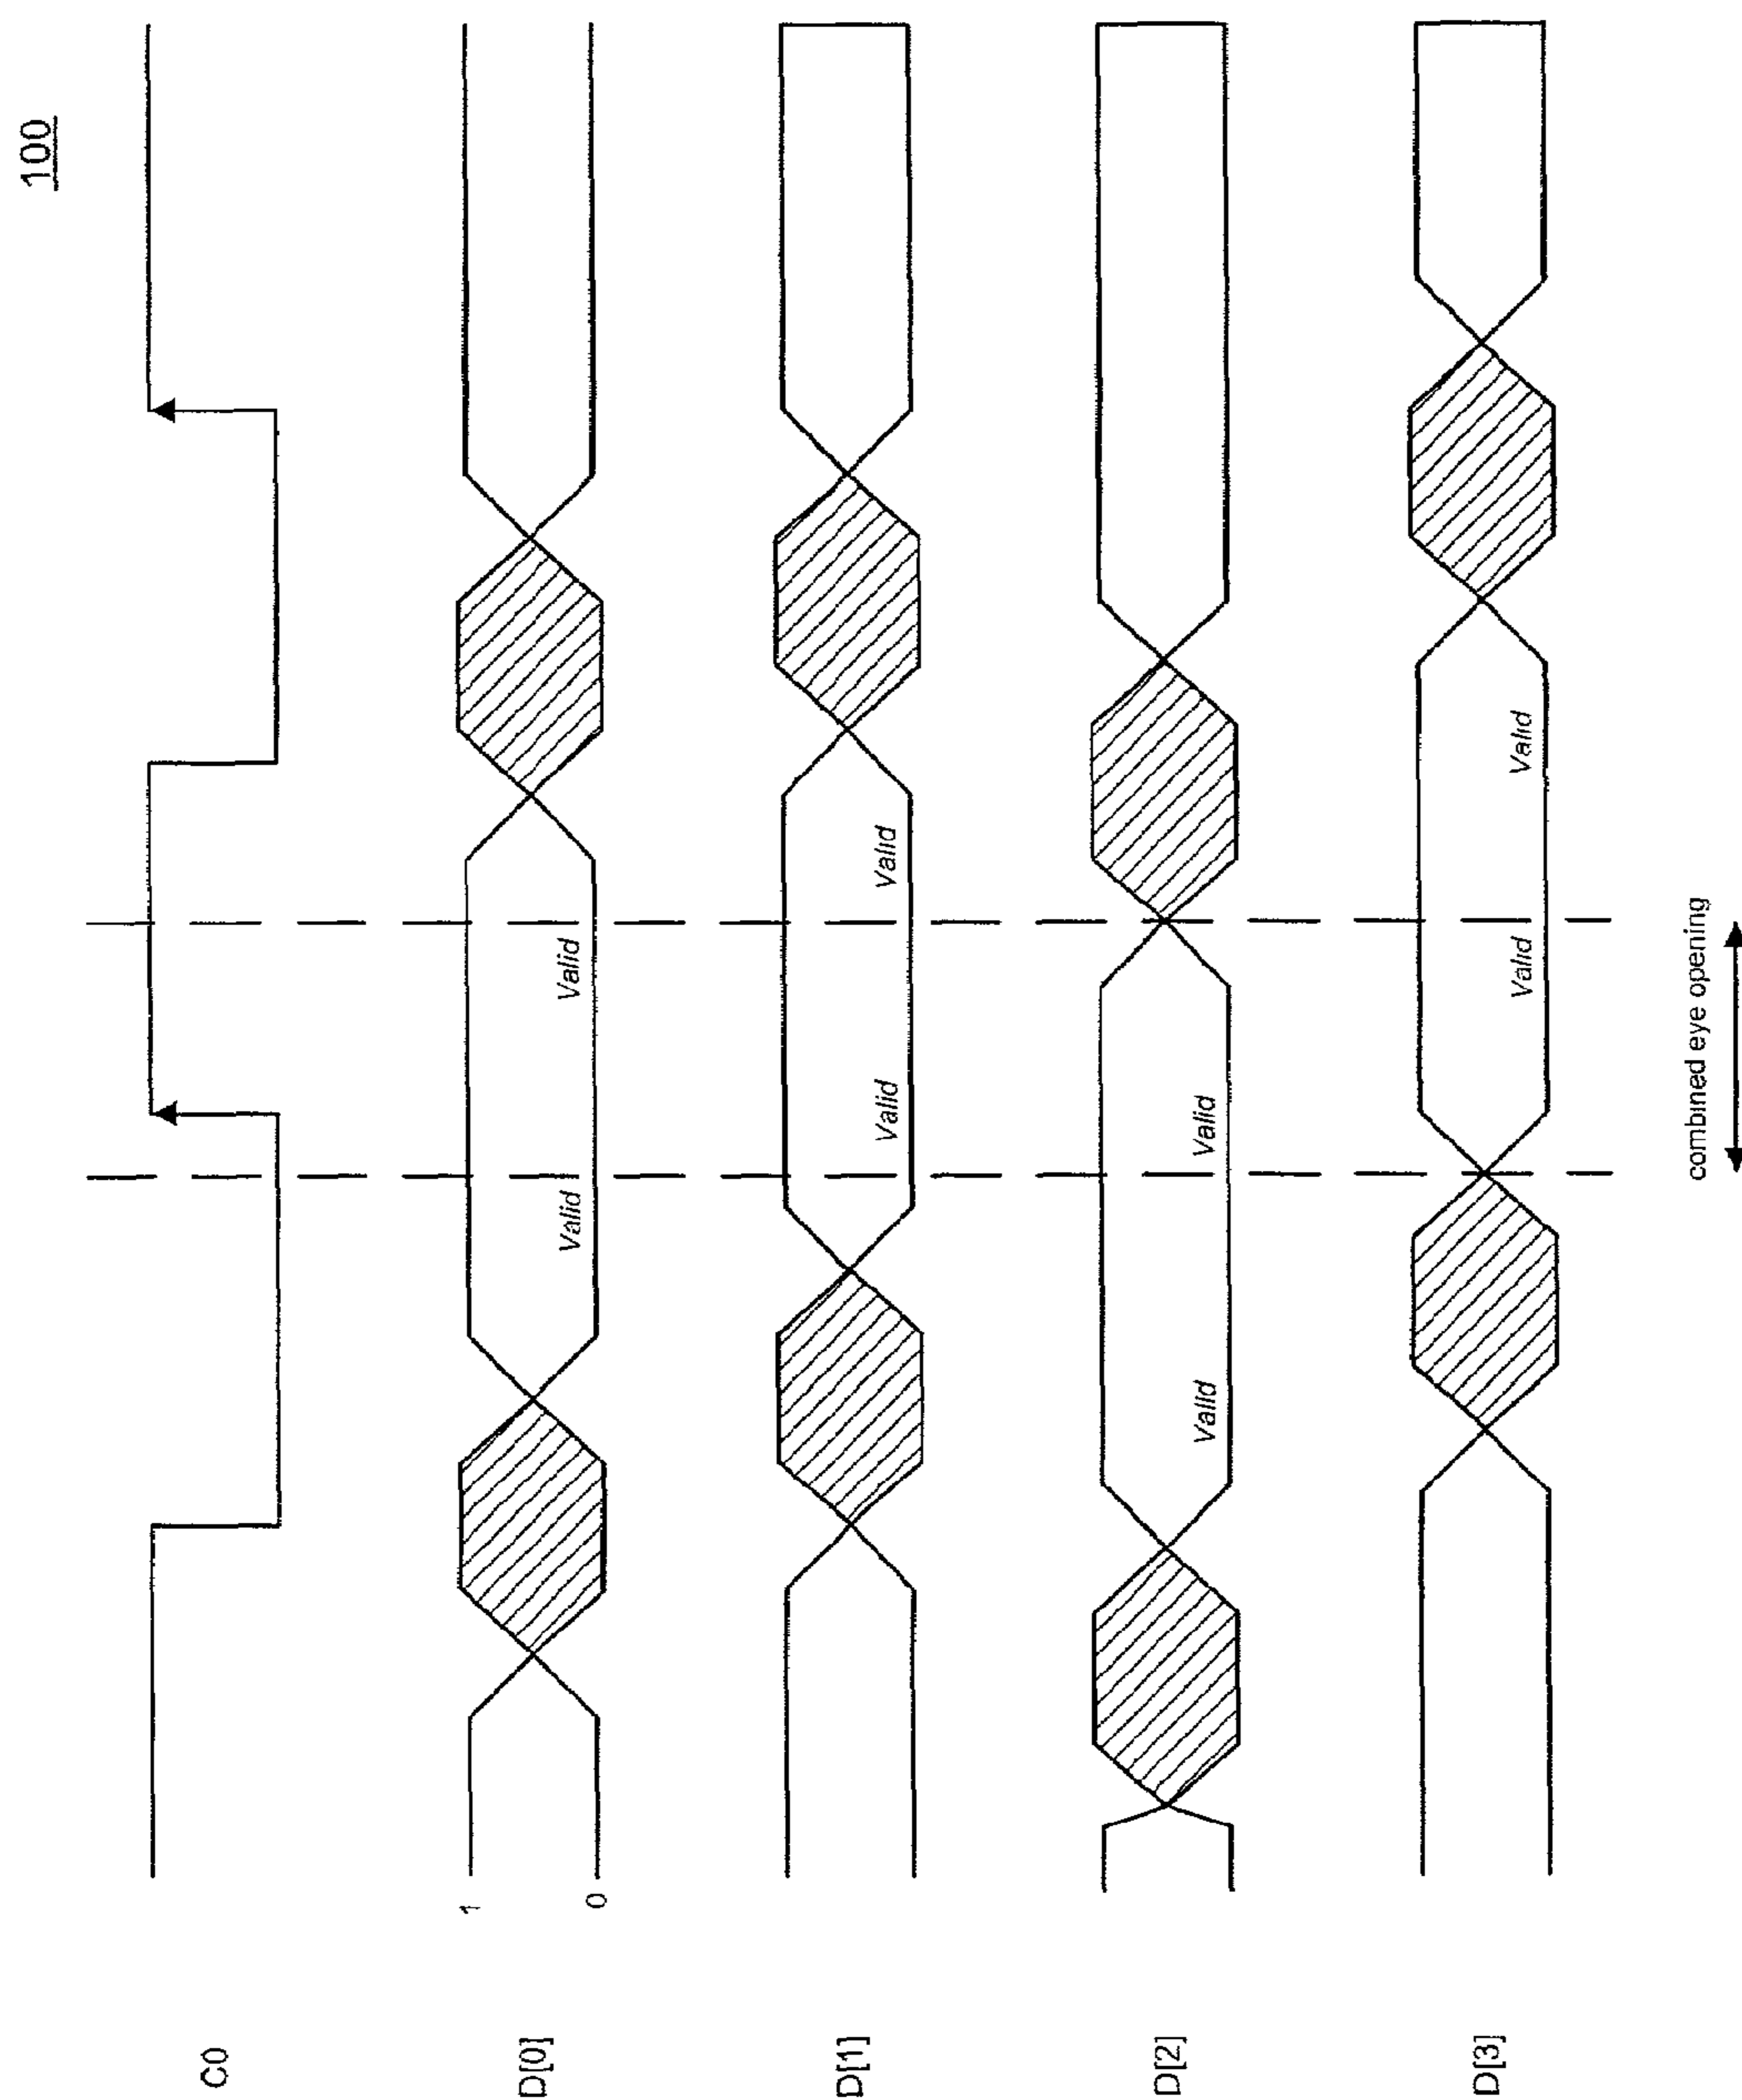 100
C0
D[0]
1
0
Valid
Valid
D[1]
Valid
Valid
D[2]
Valid
Valid
D[3]
Valid
Valid
combined eye opening